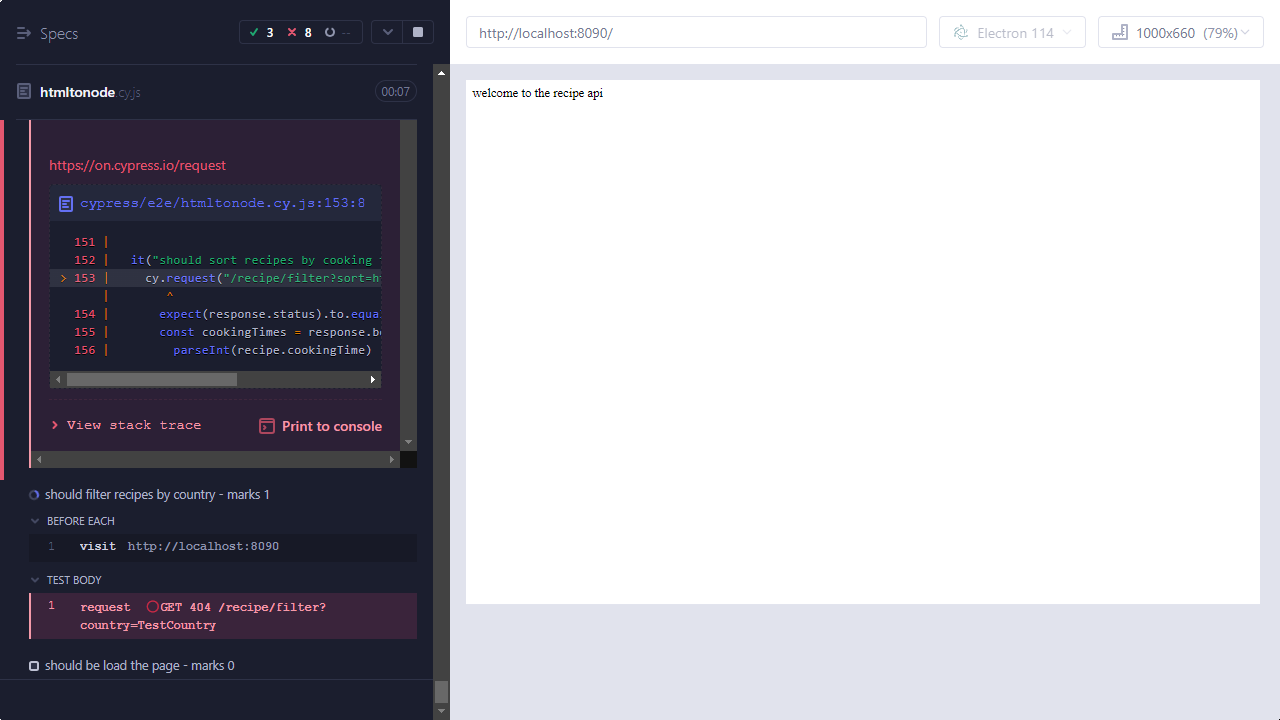 Specs
3
8
--
htmltonode.cy.js
00:07
https://on.cypress.io/request
cypress/e2e/htmltonode.cy.js:153:8
151 |
152 | it("should sort recipes by cooking
> 153 | cy.request("/recipe/filter?sort=h
| ^
154 | expect(response.status).to.equa
155 | const cookingTimes = response.b
156 | parseInt(recipe.cookingTime)
View stack trace
Print to console
should filter recipes by country - marks 1
BEFORE EACH
1 visit http://localhost:8090
TEST BODY
1 request GET 404 /recipe/filter?
country=TestCountry
should be load the page - marks 0
http://localhost:8090/
Electron 114
1000x660 (79%)
welcome to the recipe api